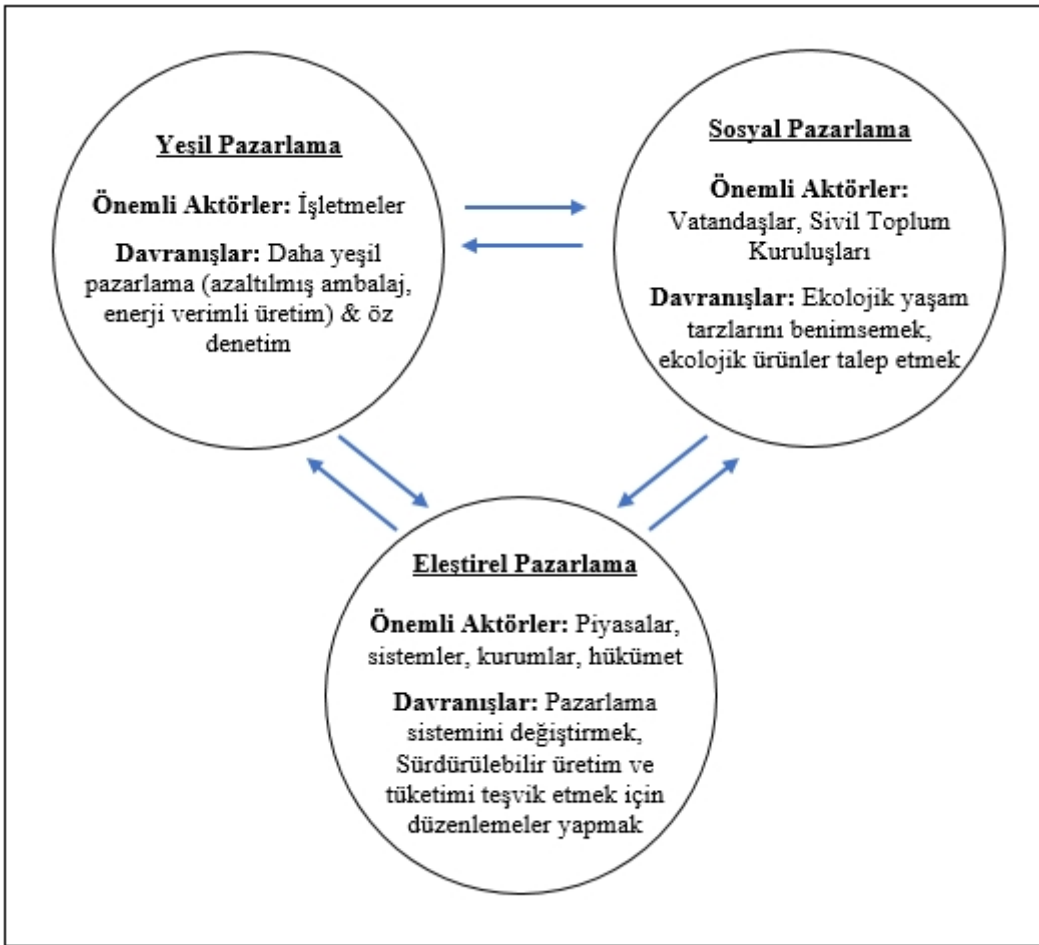 Yeşil Pazarlama
Önemli Aktörler: İşletmeler
Davranışlar: Daha yeşil
pazarlama (azaltılmış ambalaj,
enerji verimli üretim) & öz
denetim
Sosyal Pazarlama
Önemli Aktörler:
Vatandaşlar, Sivil Toplum
Kuruluşları
Davranışlar: Ekolojik yaşam
tarzlarını benimsemek,
ekolojik ürünler talep etmek
Eleştirel Pazarlama
Önemli Aktörler: Piyasalar,
sistemler, kurumlar, hükümet
Davranışlar: Pazarlama
sistemini değiştirmek,
Sürdürülebilir üretim ve
tüketimi teşvik etmek için
düzenlemeler yapmak